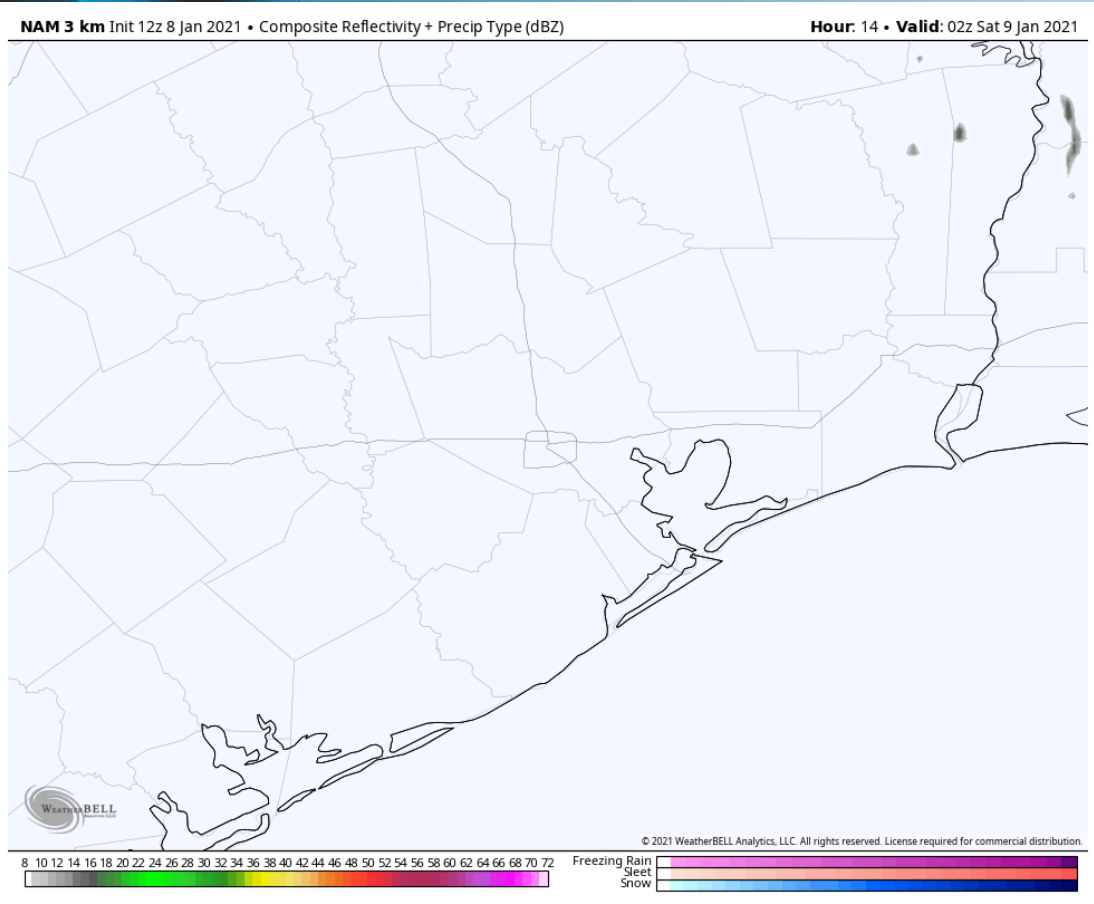 NAM 3 km Init 12z 8 Jan 2021 • Composite Reflectivity + Precip Type (dBZ) Hour: 14 • Valid: 02z Sat 9 Jan 2021
WEATHERBELL
ANALYTICS LLC
© 2021 WeatherBELL Analytics, LLC. All rights reserved. License required for commercial distribution.
8 10 12 14 16 18 20 22 24 26 28 30 32 34 36 38 40 42 44 46 48 50 52 54 56 58 60 62 64 66 68 70 72
Freezing Rain
Sleet
Snow